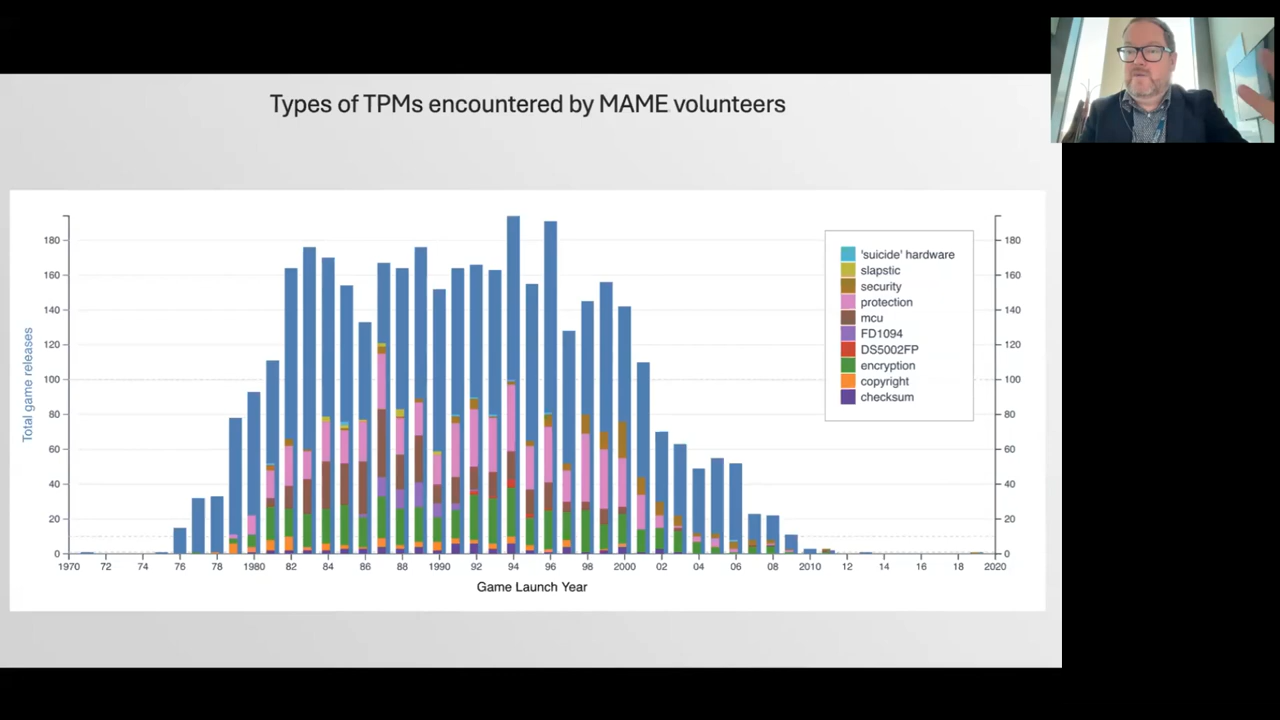 Types of TPMs encountered by MAME volunteers
Total game releases
180
160
140
120
100
80
60
40
20
0
180
160
140
120
100
80
60
40
20
0
'suicide' hardware
slapstic
security
protection
mcu
FD1094
DS5002FP
encryption
copyright
checksum
1970 72 74 76 78 1980 82 84 86 88 1990 92 94 96 98 2000 02 04 06 08 2010 12 14 16 18 2020
Game Launch Year